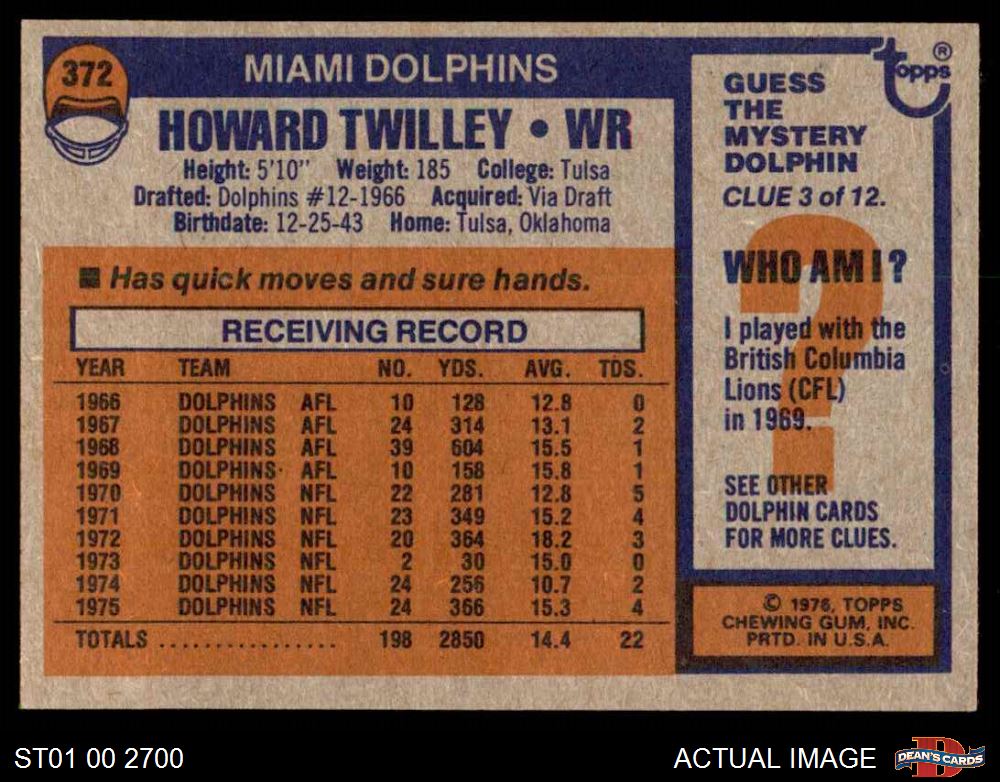 372
MIAMI DOLPHINS
HOWARD TWILLEY • WR
Height: 5'10" Weight: 185 College: Tulsa
Drafted: Dolphins #12-1966 Acquired: Via Draft
Birthdate: 12-25-43 Home: Tulsa, Oklahoma
■ Has quick moves and sure hands.
RECEIVING RECORD
YEAR TEAM NO. YDS. AVG. TDS.
1966 DOLPHINS AFL 10 128 12.8 0
1967 DOLPHINS AFL 24 314 13.1 2
1968 DOLPHINS AFL 39 604 15.5 1
1969 DOLPHINS AFL 10 158 15.8 1
1970 DOLPHINS NFL 22 281 12.8 5
1971 DOLPHINS NFL 23 349 15.2 4
1972 DOLPHINS NFL 20 364 18.2 3
1973 DOLPHINS NFL 2 30 15.0 0
1974 DOLPHINS NFL 24 256 10.7 2
1975 DOLPHINS NFL 24 366 15.3 4
TOTALS ................ 198 2850 14.4 22
topps ®
GUESS
THE
MYSTERY
DOLPHIN
CLUE 3 of 12.
?
WHO AM I?
I played with the
British Columbia
Lions (CFL)
in 1969.
SEE OTHER
DOLPHIN CARDS
FOR MORE CLUES.
© 1976, TOPPS
CHEWING GUM, INC.
PRTD. IN U.S.A.
ST01 00 2700
ACTUAL IMAGE
D
DEAN'S CARDS